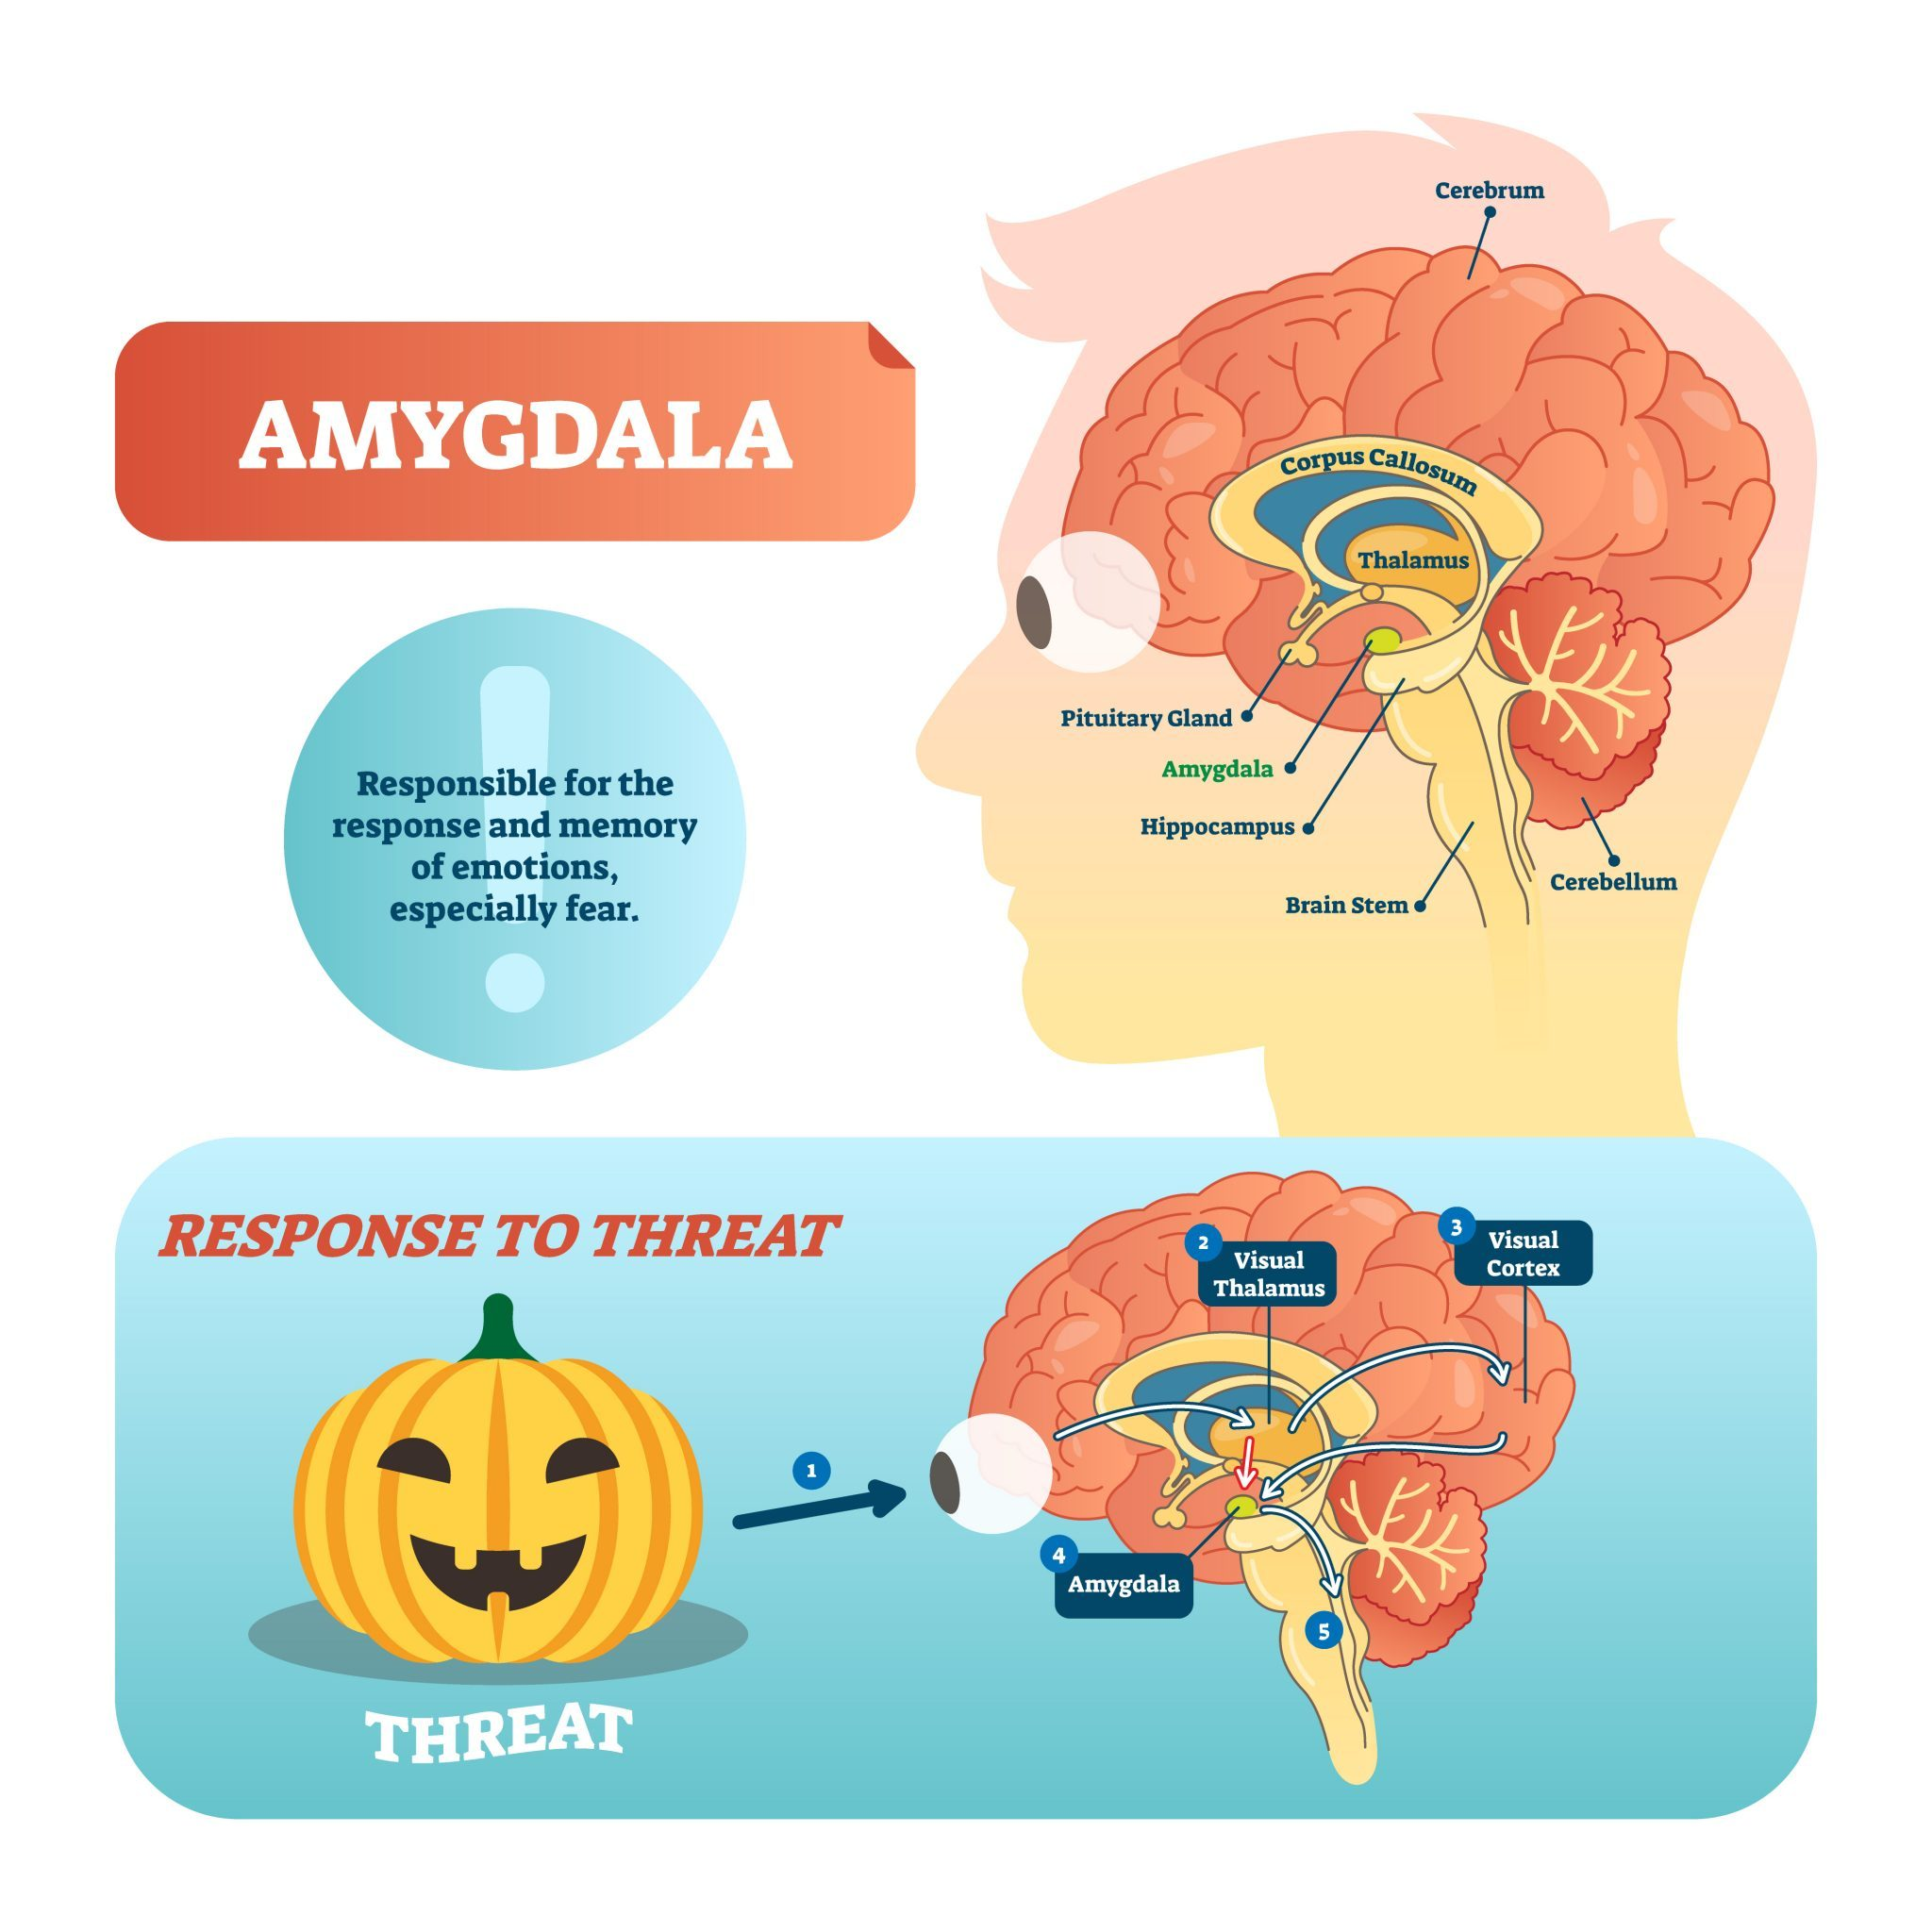 AMYGDALA
Responsible for the
response and memory
of emotions,
especially fear.
Cerebrum
Corpus Callosum
Thalamus
Pituitary Gland
Amygdala
Hippocampus
Brain Stem
Cerebellum
RESPONSE TO THREAT
THREAT
1
2
Visual
Thalamus
3
Visual
Cortex
4
Amygdala
5